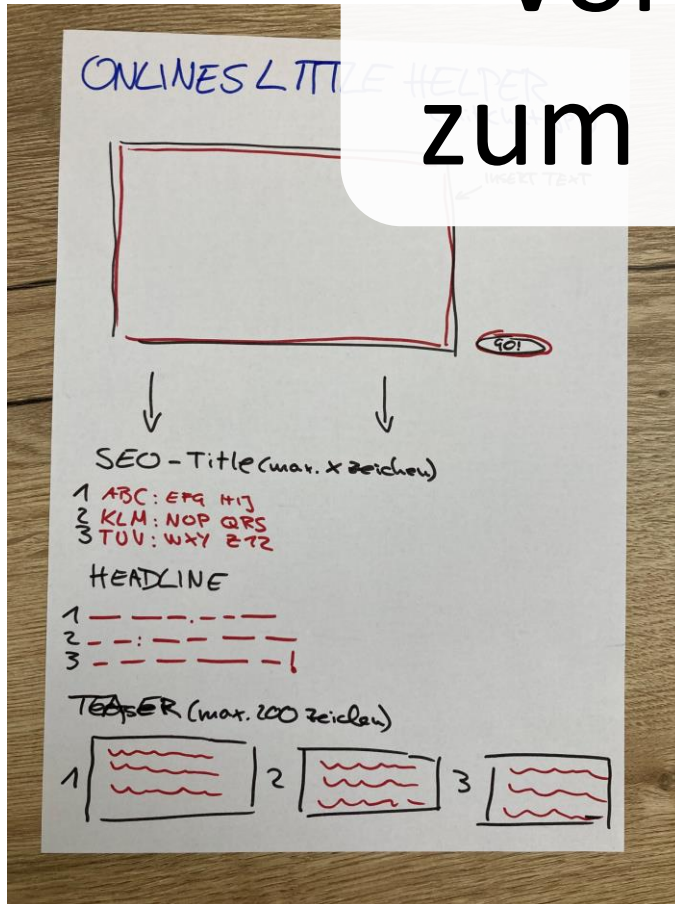 zum
ONLINES LITTLE HELPER
INSERT TEXT
GO!
SEO-Title (max. x zeichen)
1 ABC: EFG HIJ
2 KLM: NOP QRS
3 TUV: WXY Z12
HEADLINE
1
2
3
TEASER (max. 200 zeichen)
1 2 3